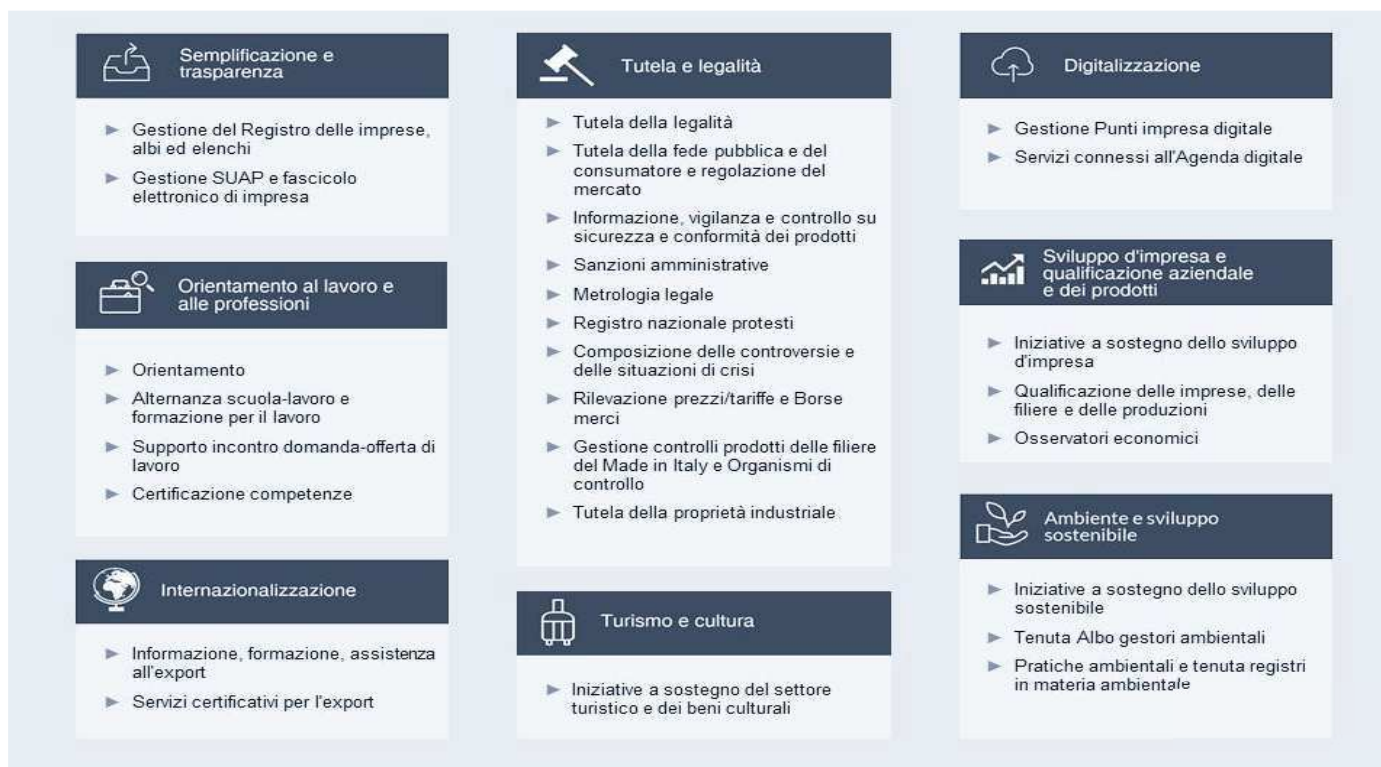 Semplificazione e
trasparenza
Gestione del Registro delle imprese,
albi ed elenchi
Gestione SUAP e fascicolo
elettronico di impresa
Orientamento al lavoro e
alle professioni
Orientamento
Alternanza scuola-lavoro e
formazione per il lavoro
Supporto incontro domanda-offerta di
lavoro
Certificazione competenze
Internazionalizzazione
Informazione, formazione, assistenza
all'export
Servizi certificativi per l'export
Tutela e legalità
Tutela della legalità
Tutela della fede pubblica e del
consumatore e regolazione del
mercato
Informazione, vigilanza e controllo su
sicurezza e conformità dei prodotti
Sanzioni amministrative
Metrologia legale
Registro nazionale protesti
Composizione delle controversie e
delle situazioni di crisi
Rilevazione prezzi/tariffe e Borse
merci
Gestione controlli prodotti delle filiere
del Made in Italy e Organismi di
controllo
Tutela della proprietà industriale
Turismo e cultura
Iniziative a sostegno del settore
turistico e dei beni culturali
Digitalizzazione
Gestione Punti impresa digitale
Servizi connessi all'Agenda digitale
Sviluppo d'impresa e
qualificazione aziendale
e dei prodotti
Iniziative a sostegno dello sviluppo
d'impresa
Qualificazione delle imprese, delle
filiere e delle produzioni
Osservatori economici
Ambiente e sviluppo
sostenibile
Iniziative a sostegno dello sviluppo
sostenibile
Tenuta Albo gestori ambientali
Pratiche ambientali e tenuta registri
in materia ambientale